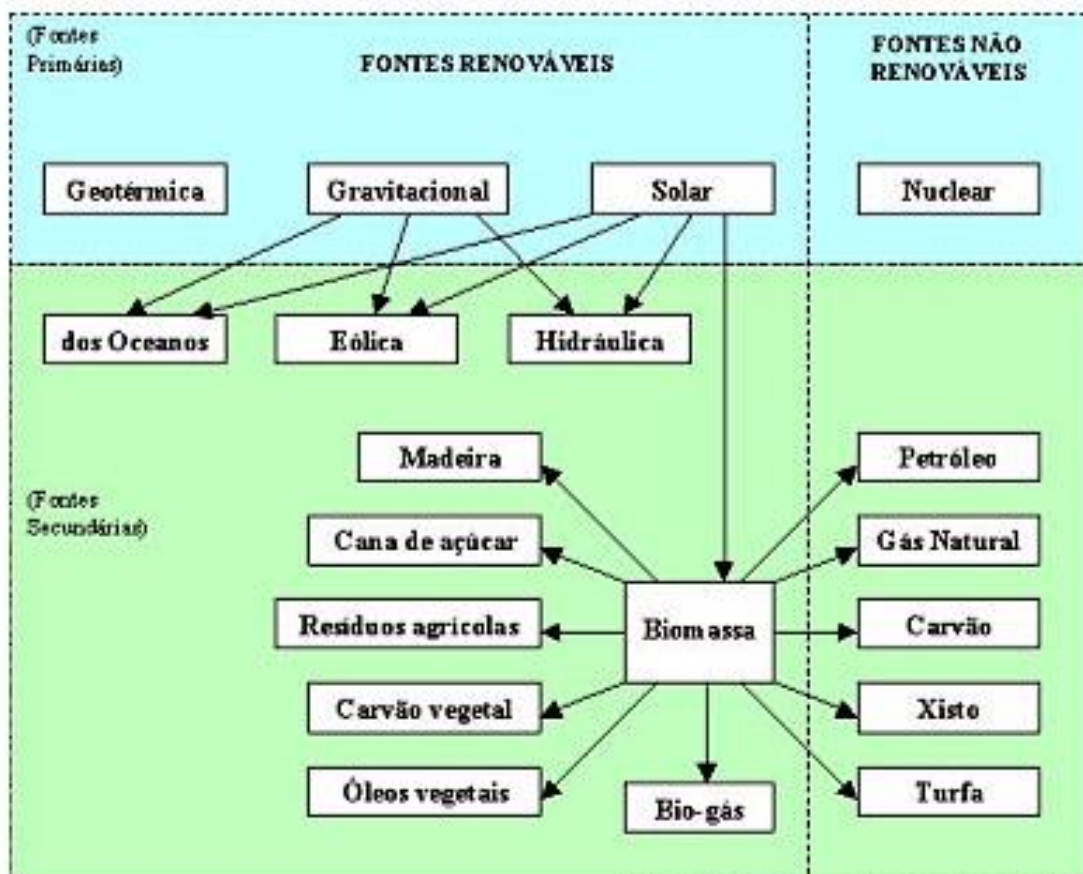 (Fontes
Primárias)
FONTES RENOVÁVEIS
FONTES NÃO
RENOVÁVEIS
Geotérmica
Gravitacional
Solar
Nuclear
dos Oceanos
Eólica
Hidráulica
Madeira
Petróleo
(Fontes
Secundárias)
Cana de açúcar
Gás Natural
Resíduos agrícolas
Biomassa
Carvão
Carvão vegetal
Xisto
Óleos vegetais
Bio-gás
Turfa